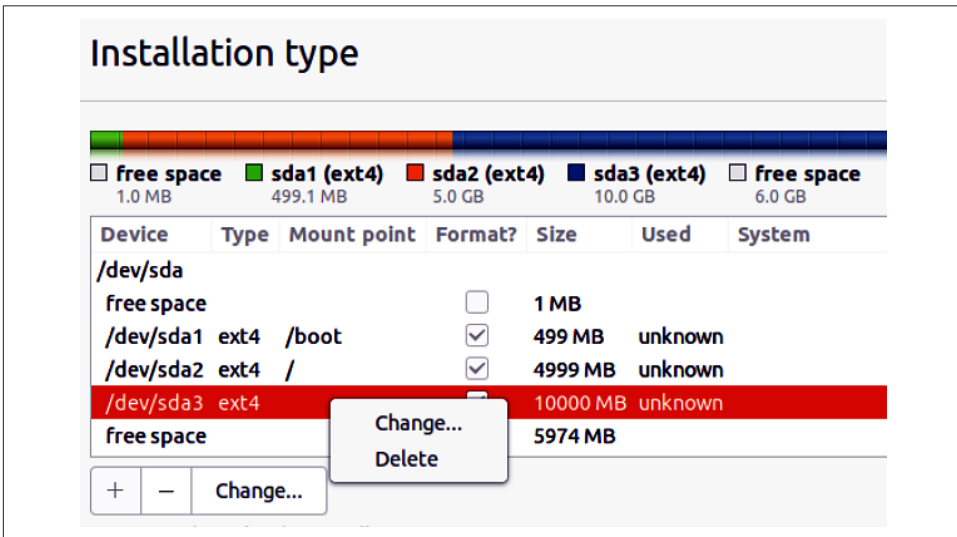 Installation type
free space sda1 (ext4) sda2 (ext4) sda3 (ext4) free space
1.0 MB 499.1 MB 5.0 GB 10.0 GB 6.0 GB
Device Type Mount point Format? Size Used System
/dev/sda
free space 1 MB
/dev/sda1 ext4 /boot 499 MB unknown
/dev/sda2 ext4 / 4999 MB unknown
/dev/sda3 ext4 10000 MB unknown
Change...
free space 5974 MB
Delete
+ − Change...